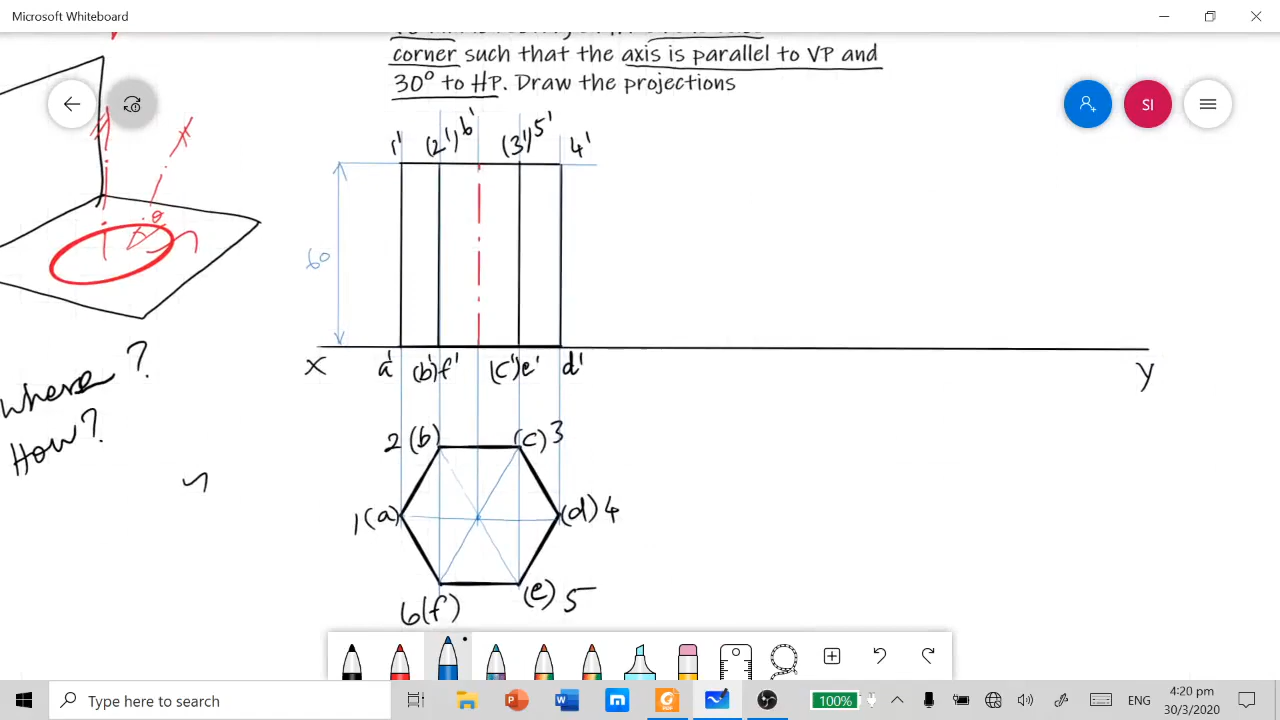 Microsoft Whiteboard
corner such that the axis is parallel to VP and
30° to HP. Draw the projections
SI
1' (2')6' (3')5' 4'
60
θ
x a' (b')f' (c')e' d' y
where?
How?
2 (b) (c) 3
1(a) (d) 4
6(f) (e) 5
Type here to search
100%
ENG
4:20 pm
30/3/2020